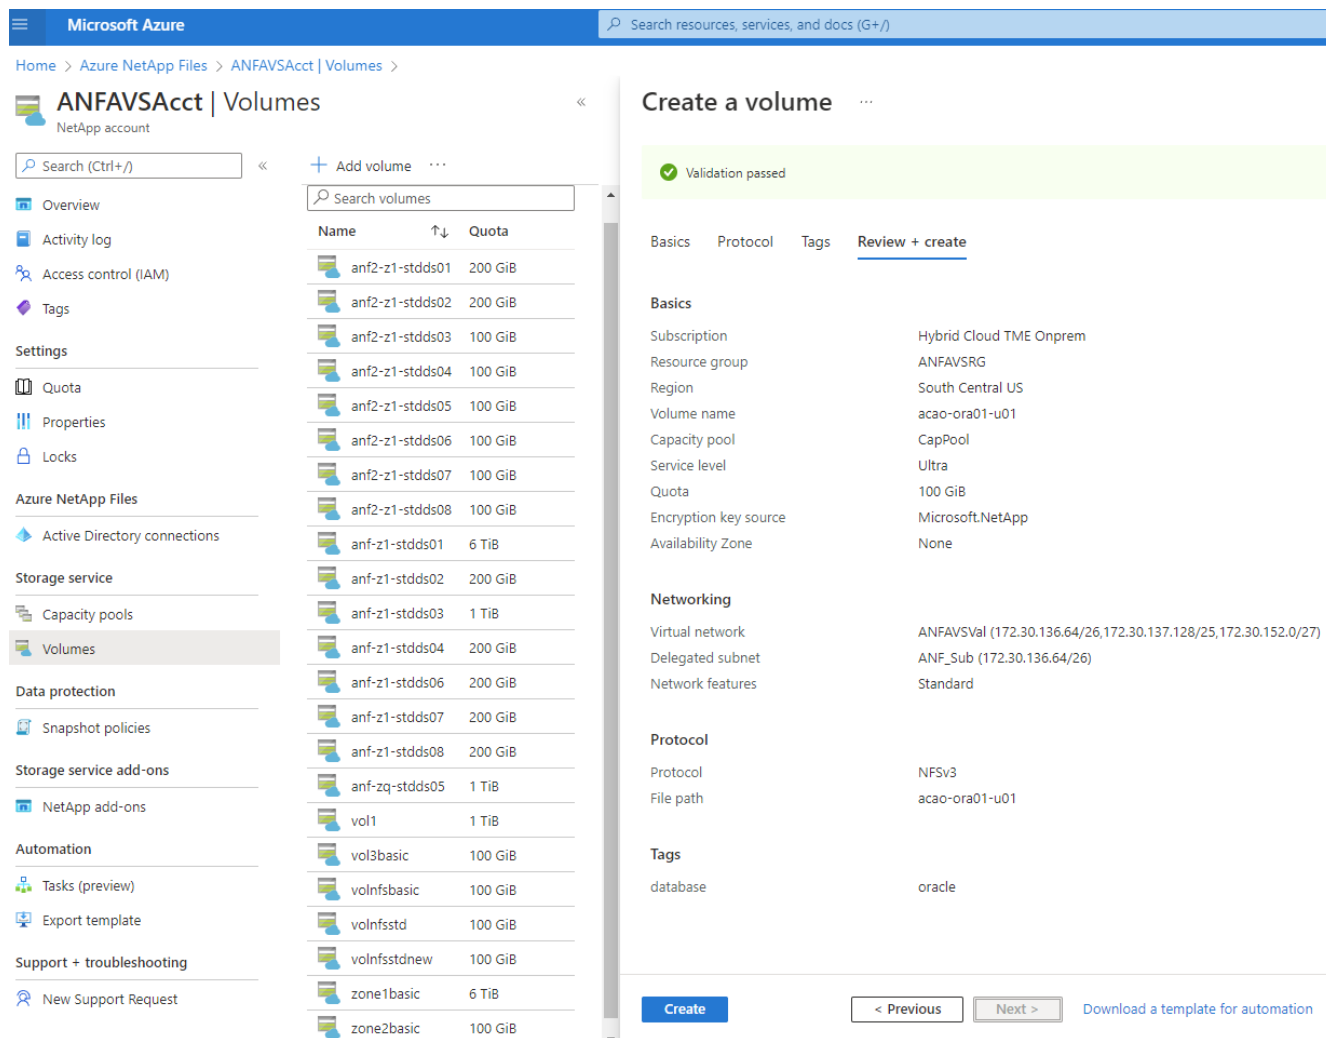 Microsoft Azure
Search resources, services, and docs (G+/)
Home > Azure NetApp Files > ANFAVSAcct | Volumes >
ANFAVSAcct | Volumes
NetApp account
Search (Ctrl+/)
Overview
Activity log
Access control (IAM)
Tags
Settings
Quota
Properties
Locks
Azure NetApp Files
Active Directory connections
Storage service
Capacity pools
Volumes
Data protection
Snapshot policies
Storage service add-ons
NetApp add-ons
Automation
Tasks (preview)
Export template
Support + troubleshooting
New Support Request
+ Add volume ...
Search volumes
Name Quota
anf2-z1-stdds01 200 GiB
anf2-z1-stdds02 200 GiB
anf2-z1-stdds03 100 GiB
anf2-z1-stdds04 100 GiB
anf2-z1-stdds05 100 GiB
anf2-z1-stdds06 100 GiB
anf2-z1-stdds07 100 GiB
anf2-z1-stdds08 100 GiB
anf-z1-stdds01 6 TiB
anf-z1-stdds02 200 GiB
anf-z1-stdds03 1 TiB
anf-z1-stdds04 200 GiB
anf-z1-stdds06 200 GiB
anf-z1-stdds07 200 GiB
anf-z1-stdds08 200 GiB
anf-zq-stdds05 1 TiB
vol1 1 TiB
vol3basic 100 GiB
volnfsbasic 100 GiB
volnfsstd 100 GiB
volnfsstdnew 100 GiB
zone1basic 6 TiB
zone2basic 100 GiB
Create a volume ...
Validation passed
Basics Protocol Tags Review + create
Basics
Subscription Hybrid Cloud TME Onprem
Resource group ANFAVSRG
Region South Central US
Volume name acao-ora01-u01
Capacity pool CapPool
Service level Ultra
Quota 100 GiB
Encryption key source Microsoft.NetApp
Availability Zone None
Networking
Virtual network ANFAVSVal (172.30.136.64/26,172.30.137.128/25,172.30.152.0/27)
Delegated subnet ANF_Sub (172.30.136.64/26)
Network features Standard
Protocol
Protocol NFSv3
File path acao-ora01-u01
Tags
database oracle
Create < Previous Next > Download a template for automation